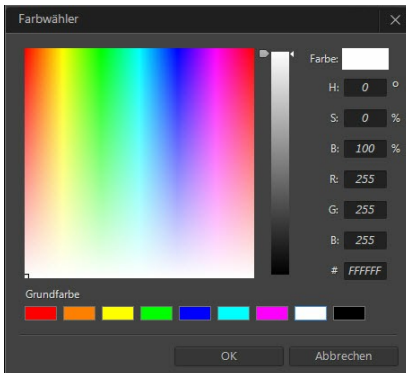 Farbwähler
Farbe:
H: 0 °
S: 0 %
B: 100 %
R: 255
G: 255
B: 255
# FFFFFF
Grundfarbe
OK Abbrechen